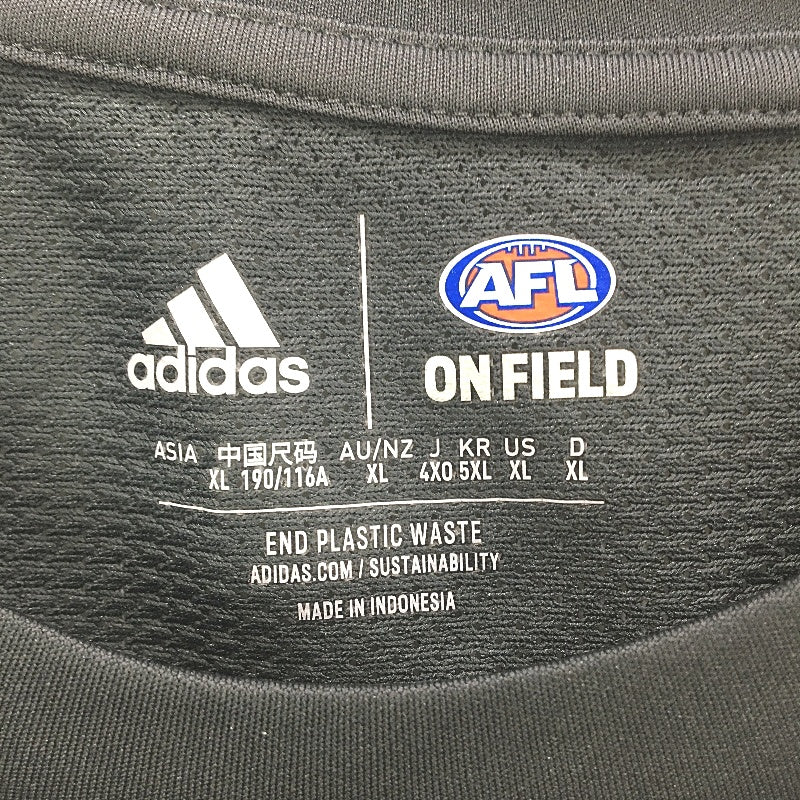 adidas
AFL
ON FIELD
ASIA 中国尺码 AU/NZ J KR US D
XL 190/116A XL 4XO 5XL XL XL
END PLASTIC WASTE
ADIDAS.COM / SUSTAINABILITY
MADE IN INDONESIA